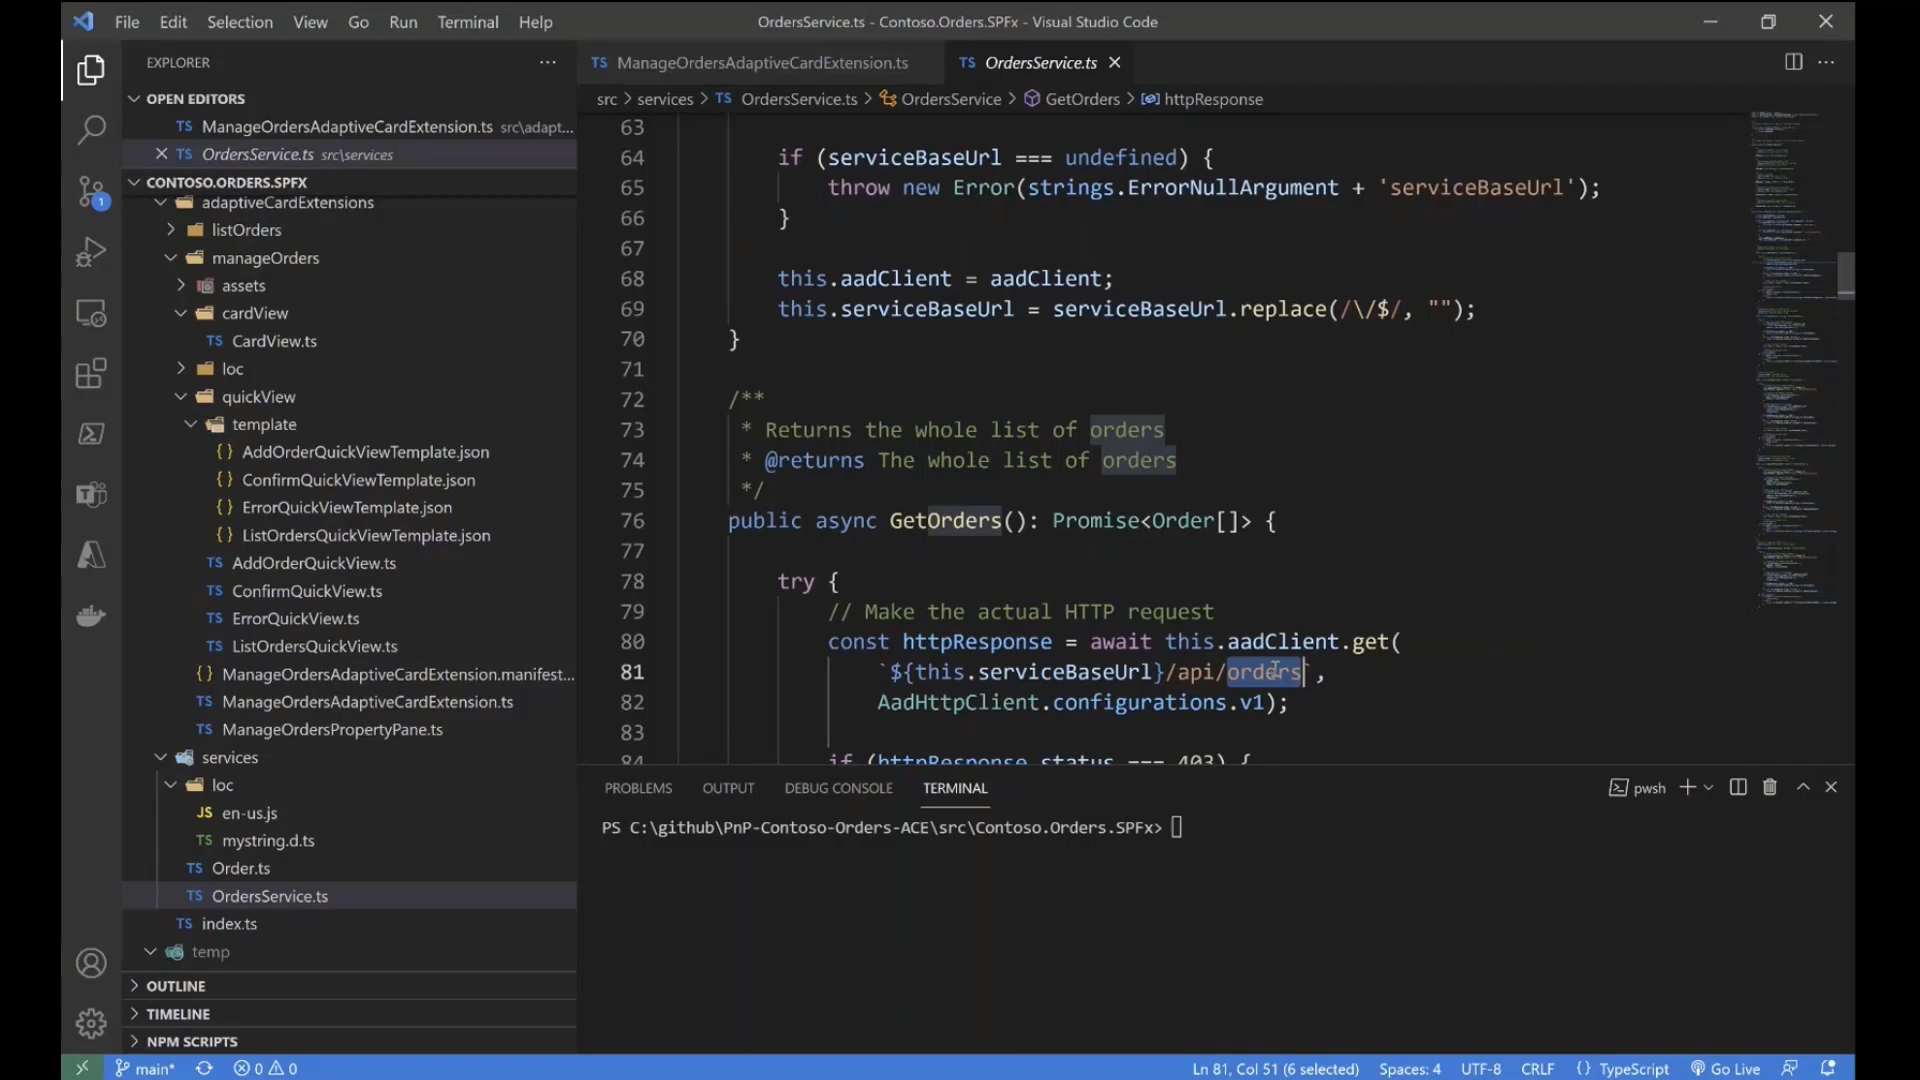 File Edit Selection View Go Run Terminal Help
OrdersService.ts - Contoso.Orders.SPFx - Visual Studio Code
EXPLORER
OPEN EDITORS
TS ManageOrdersAdaptiveCardExtension.ts src\adapt...
TS OrdersService.ts src\services
CONTOSO.ORDERS.SPFX
adaptiveCardExtensions
listOrders
manageOrders
assets
cardView
TS CardView.ts
loc
quickView
template
{} AddOrderQuickViewTemplate.json
{} ConfirmQuickViewTemplate.json
{} ErrorQuickViewTemplate.json
{} ListOrdersQuickViewTemplate.json
TS AddOrderQuickView.ts
TS ConfirmQuickView.ts
TS ErrorQuickView.ts
TS ListOrdersQuickView.ts
{} ManageOrdersAdaptiveCardExtension.manifest...
TS ManageOrdersAdaptiveCardExtension.ts
TS ManageOrdersPropertyPane.ts
services
loc
JS en-us.js
TS mystring.d.ts
TS Order.ts
TS OrdersService.ts
TS index.ts
temp
OUTLINE
TIMELINE
NPM SCRIPTS
1
TS ManageOrdersAdaptiveCardExtension.ts
TS OrdersService.ts
src > services > TS OrdersService.ts > OrdersService > GetOrders > httpResponse
63
64 if (serviceBaseUrl === undefined) {
65 throw new Error(strings.ErrorNullArgument + 'serviceBaseUrl');
66 }
67
68 this.aadClient = aadClient;
69 this.serviceBaseUrl = serviceBaseUrl.replace(/\/$/, "");
70 }
71
72 /**
73 * Returns the whole list of orders
74 * @returns The whole list of orders
75 */
76 public async GetOrders(): Promise<Order[]> {
77
78 try {
79 // Make the actual HTTP request
80 const httpResponse = await this.aadClient.get(
81 `${this.serviceBaseUrl}/api/orders`,
82 AadHttpClient.configurations.v1);
83
84 if (httpResponse.status === 403) {
PROBLEMS OUTPUT DEBUG CONSOLE TERMINAL
pwsh
PS C:\github\PnP-Contoso-Orders-ACE\src\Contoso.Orders.SPFx>
main* 0 0
Ln 81, Col 51 (6 selected) Spaces: 4 UTF-8 CRLF {} TypeScript Go Live